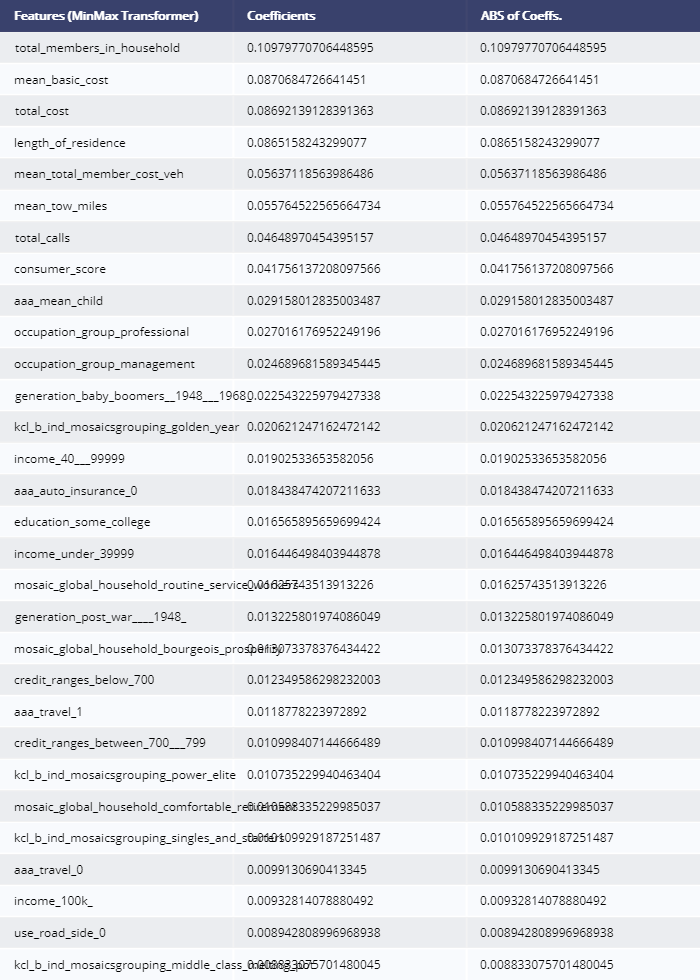 Features (MinMax Transformer) Coefficients ABS of Coeffs.
total_members_in_household 0.10979770706448595 0.10979770706448595
mean_basic_cost 0.0870684726641451 0.0870684726641451
total_cost 0.08692139128391363 0.08692139128391363
length_of_residence 0.0865158243299077 0.0865158243299077
mean_total_member_cost_veh 0.05637118563986486 0.05637118563986486
mean_tow_miles 0.055764522565664734 0.055764522565664734
total_calls 0.04648970454395157 0.04648970454395157
consumer_score 0.041756137208097566 0.041756137208097566
aaa_mean_child 0.029158012835003487 0.029158012835003487
occupation_group_professional 0.027016176952249196 0.027016176952249196
occupation_group_management 0.024689681589345445 0.024689681589345445
generation_baby_boomers__1948___1968_ 0.022543225979427338 0.022543225979427338
kcl_b_ind_mosaicsgrouping_golden_year 0.020621247162472142 0.020621247162472142
income_40___99999 0.01902533653582056 0.01902533653582056
aaa_auto_insurance_0 0.018438474207211633 0.018438474207211633
education_some_college 0.016565895659699424 0.016565895659699424
income_under_39999 0.016446498403944878 0.016446498403944878
mosaic_global_household_routine_service_workers 0.01625743513913226 0.01625743513913226
generation_post_war____1948_ 0.013225801974086049 0.013225801974086049
mosaic_global_household_bourgeois_prosperity 0.013073378376434422 0.013073378376434422
credit_ranges_below_700 0.012349586298232003 0.012349586298232003
aaa_travel_1 0.0118778223972892 0.0118778223972892
credit_ranges_between_700___799 0.010998407144666489 0.010998407144666489
kcl_b_ind_mosaicsgrouping_power_elite 0.010735229940463404 0.010735229940463404
mosaic_global_household_comfortable_retirement 0.010588335229985037 0.010588335229985037
kcl_b_ind_mosaicsgrouping_singles_and_starters 0.010109929187251487 0.010109929187251487
aaa_travel_0 0.0099130690413345 0.0099130690413345
income_100k_ 0.00932814078880492 0.00932814078880492
use_road_side_0 0.008942808996968938 0.008942808996968938
kcl_b_ind_mosaicsgrouping_middle_class_melting_pot 0.008833075701480045 0.008833075701480045